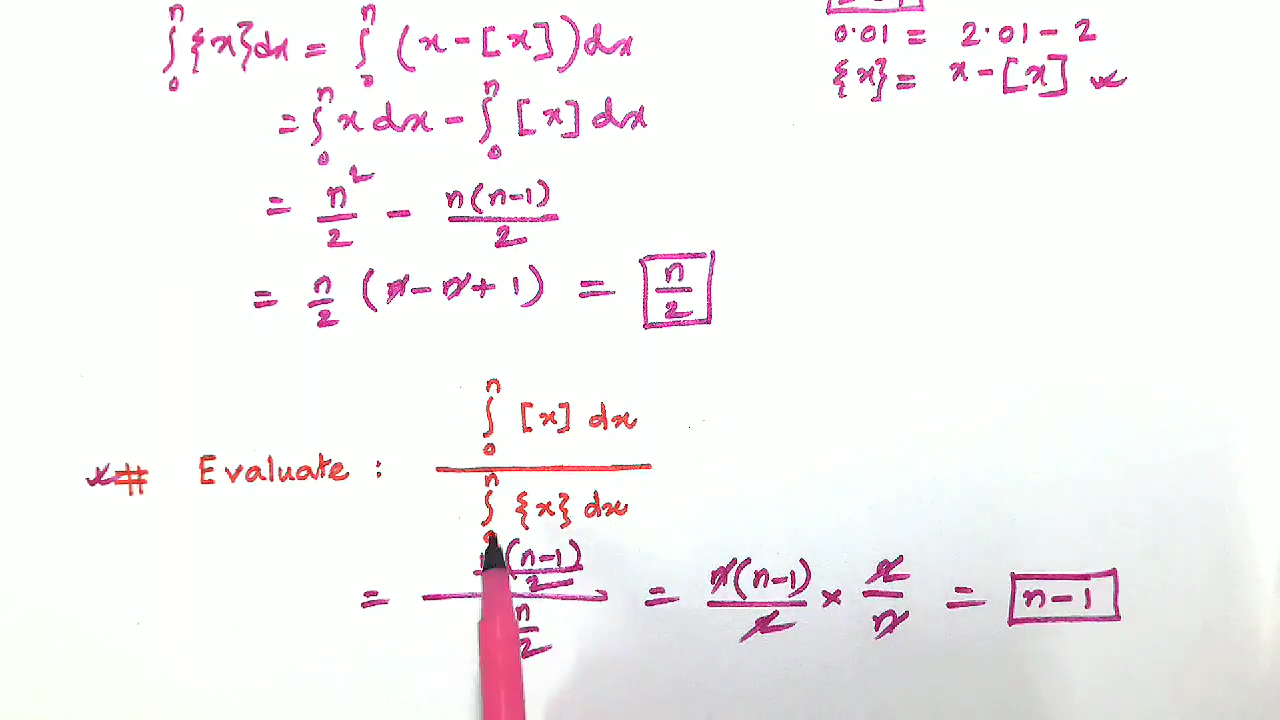 ∫₀ⁿ {x}dx = ∫₀ⁿ (x-[x])dx
= ∫₀ⁿ x dx - ∫₀ⁿ [x] dx
= n²/2 - n(n-1)/2
= n/2 (n-n+1) = n/2
0.01 = 2.01-2
{x} = x-[x]
# Evaluate : ∫₀ⁿ [x] dx / ∫₀ⁿ {x} dx
= (n-1)/2 / n/2 = n(n-1)/2 × 2/n = n-1